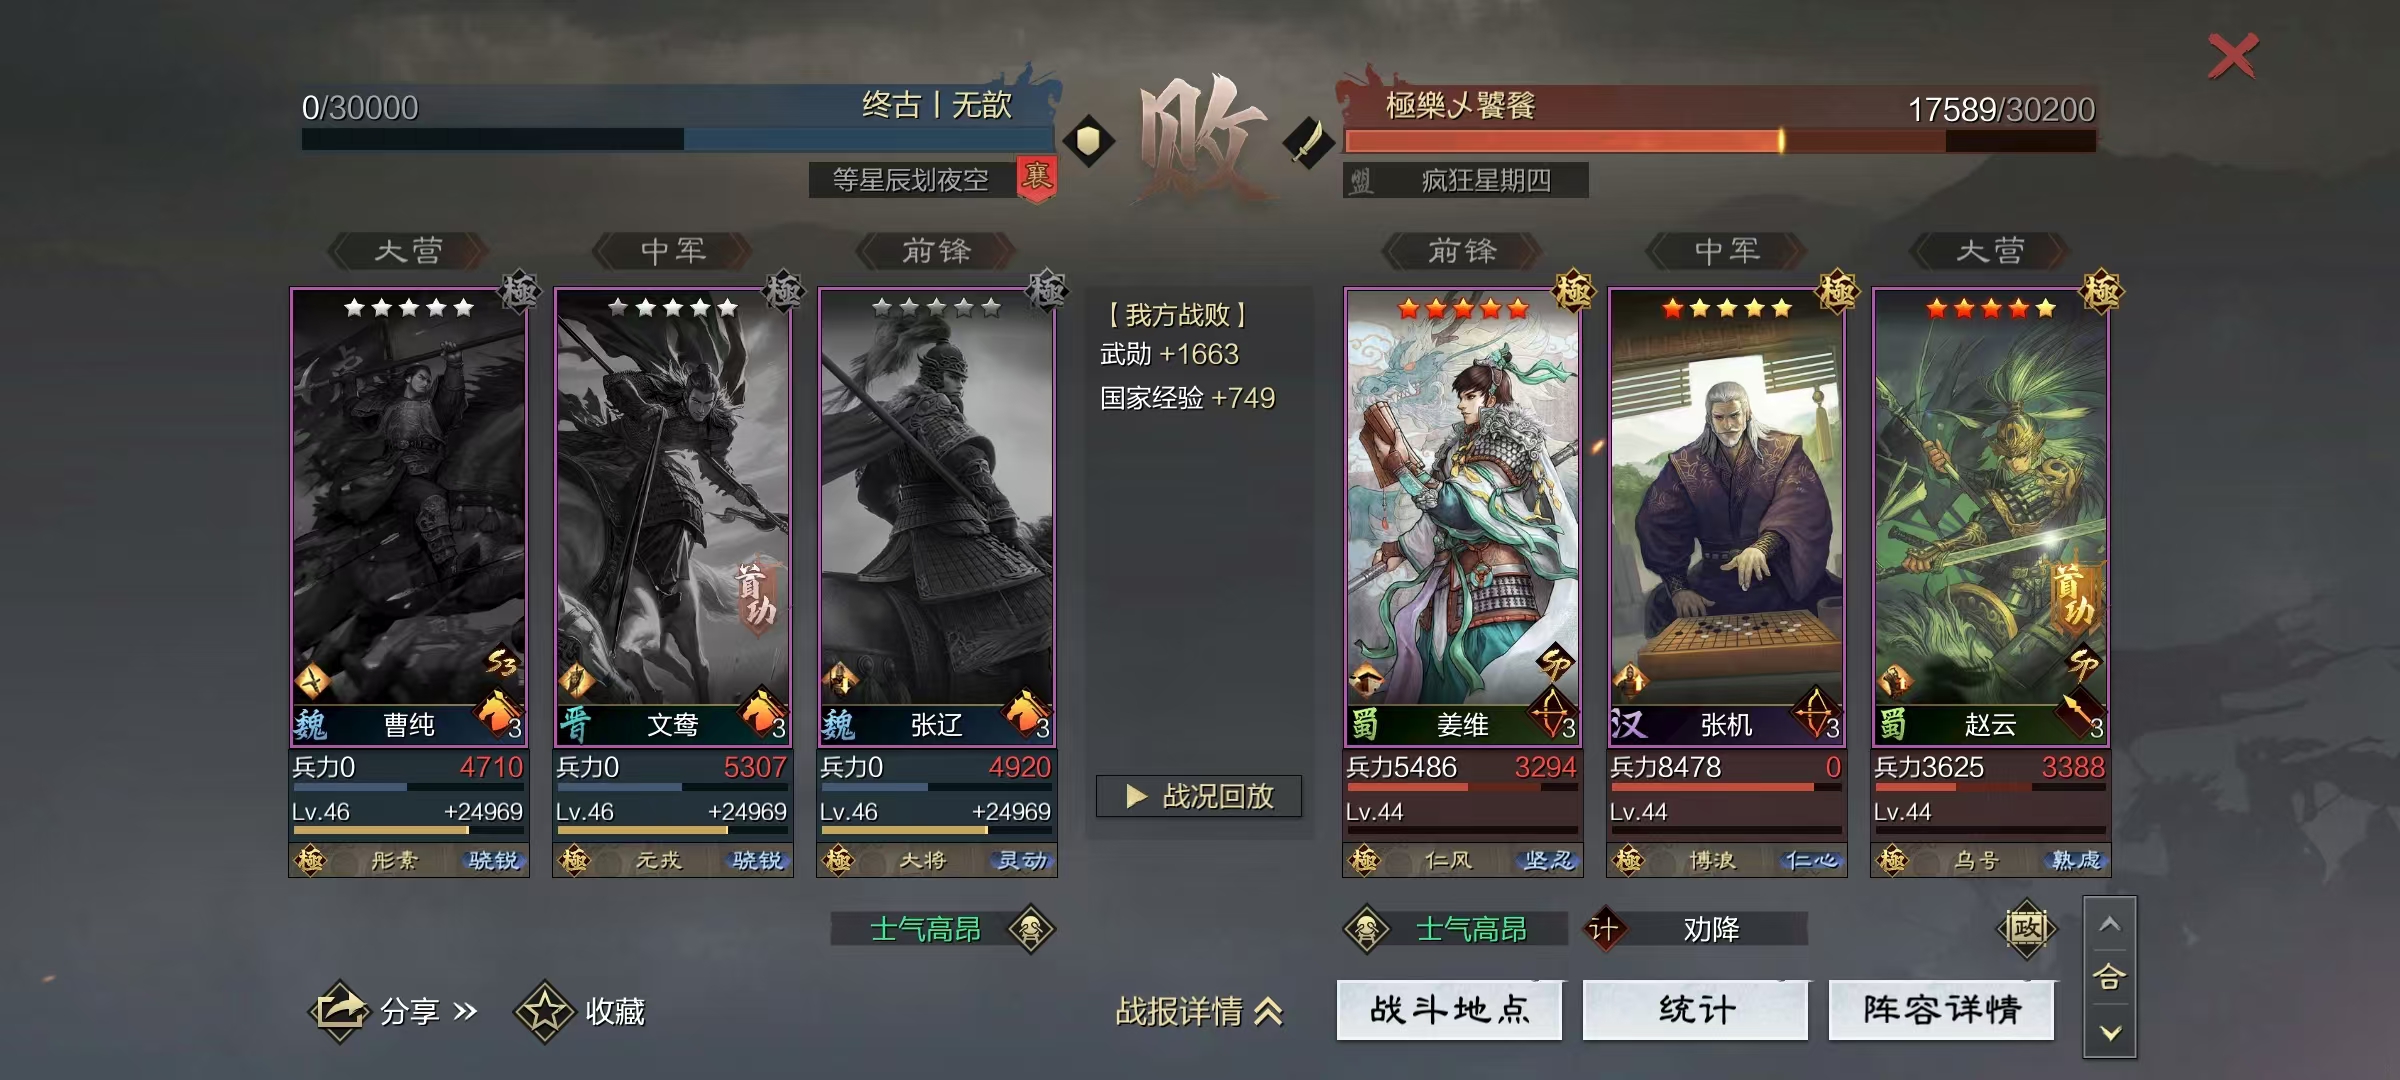 0/30000
终古丨无歆
败
極樂乄饕餮
17589/30200
等星辰划夜空
襄
盟
疯狂星期四
大营
中军
前锋
前锋
中军
大营
極
極
極
極
極
極
【我方战败】
武勋 +1663
国家经验 +749
首功
首功
S3
SP
SP
魏
曹纯
3
晋
文鸯
3
魏
张辽
3
蜀
姜维
3
汉
张机
3
蜀
赵云
3
兵力0
4710
兵力0
5307
兵力0
4920
兵力5486
3294
兵力8478
0
兵力3625
3388
战况回放
Lv.46
+24969
Lv.46
+24969
Lv.46
+24969
Lv.44
Lv.44
Lv.44
極
彤素
骁锐
極
元戎
骁锐
極
大将
灵动
極
仁风
坚忍
極
博浪
仁心
極
乌号
熟虑
士气高昂
士气高昂
计
劝降
政
合
分享
收藏
战报详情
战斗地点
统计
阵容详情